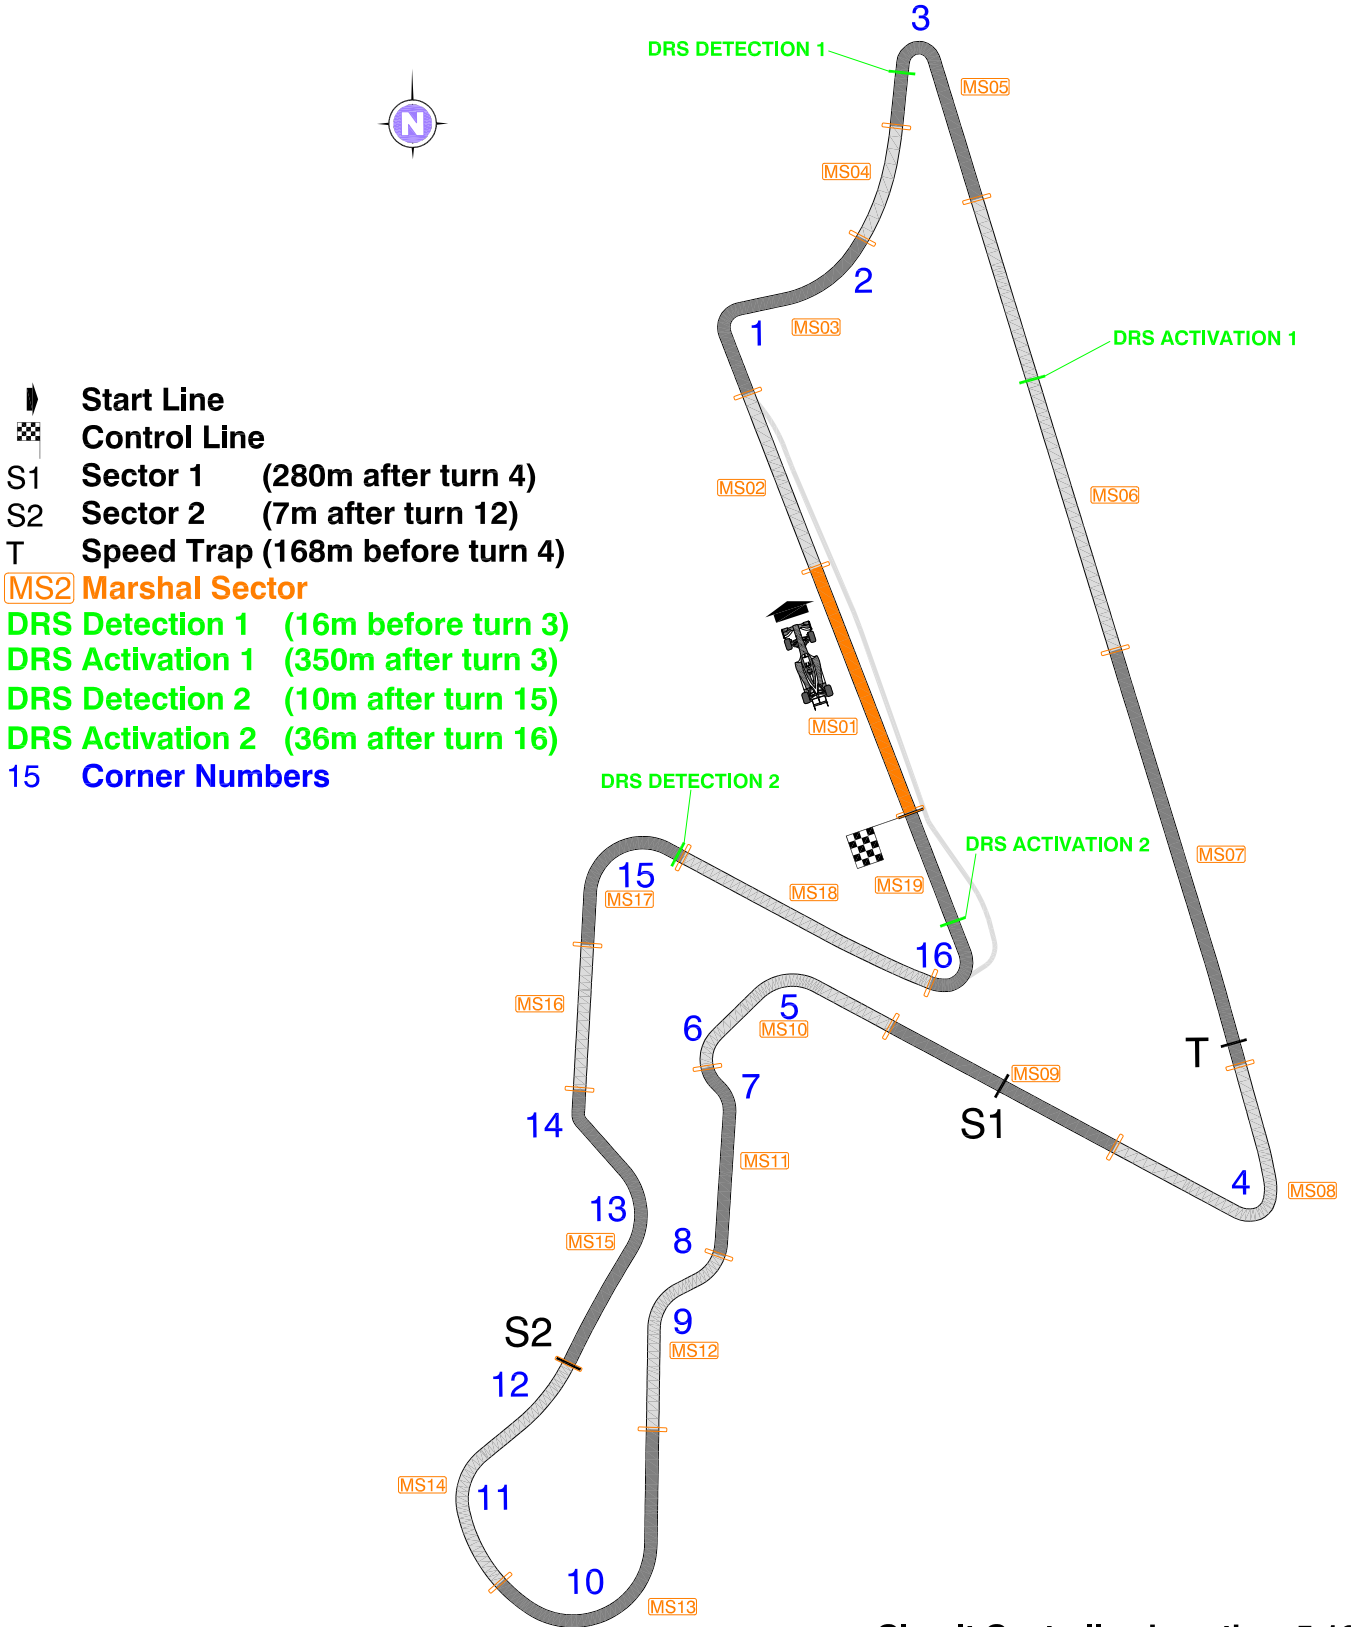 3
DRS DETECTION 1
MS05
N
MS04
2
MS03
1
DRS ACTIVATION 1
Start Line
Control Line
S1 Sector 1 (280m after turn 4)
S2 Sector 2 (7m after turn 12)
T Speed Trap (168m before turn 4)
MS2 Marshal Sector
DRS Detection 1 (16m before turn 3)
DRS Activation 1 (350m after turn 3)
DRS Detection 2 (10m after turn 15)
DRS Activation 2 (36m after turn 16)
15 Corner Numbers
MS02
MS06
MS01
DRS DETECTION 2
DRS ACTIVATION 2
MS07
15
MS17
MS18
MS19
16
MS16
5
6
MS10
7
T
MS09
S1
14
MS11
4
MS08
13
MS15
8
9
S2
MS12
12
MS14
11
10
MS13